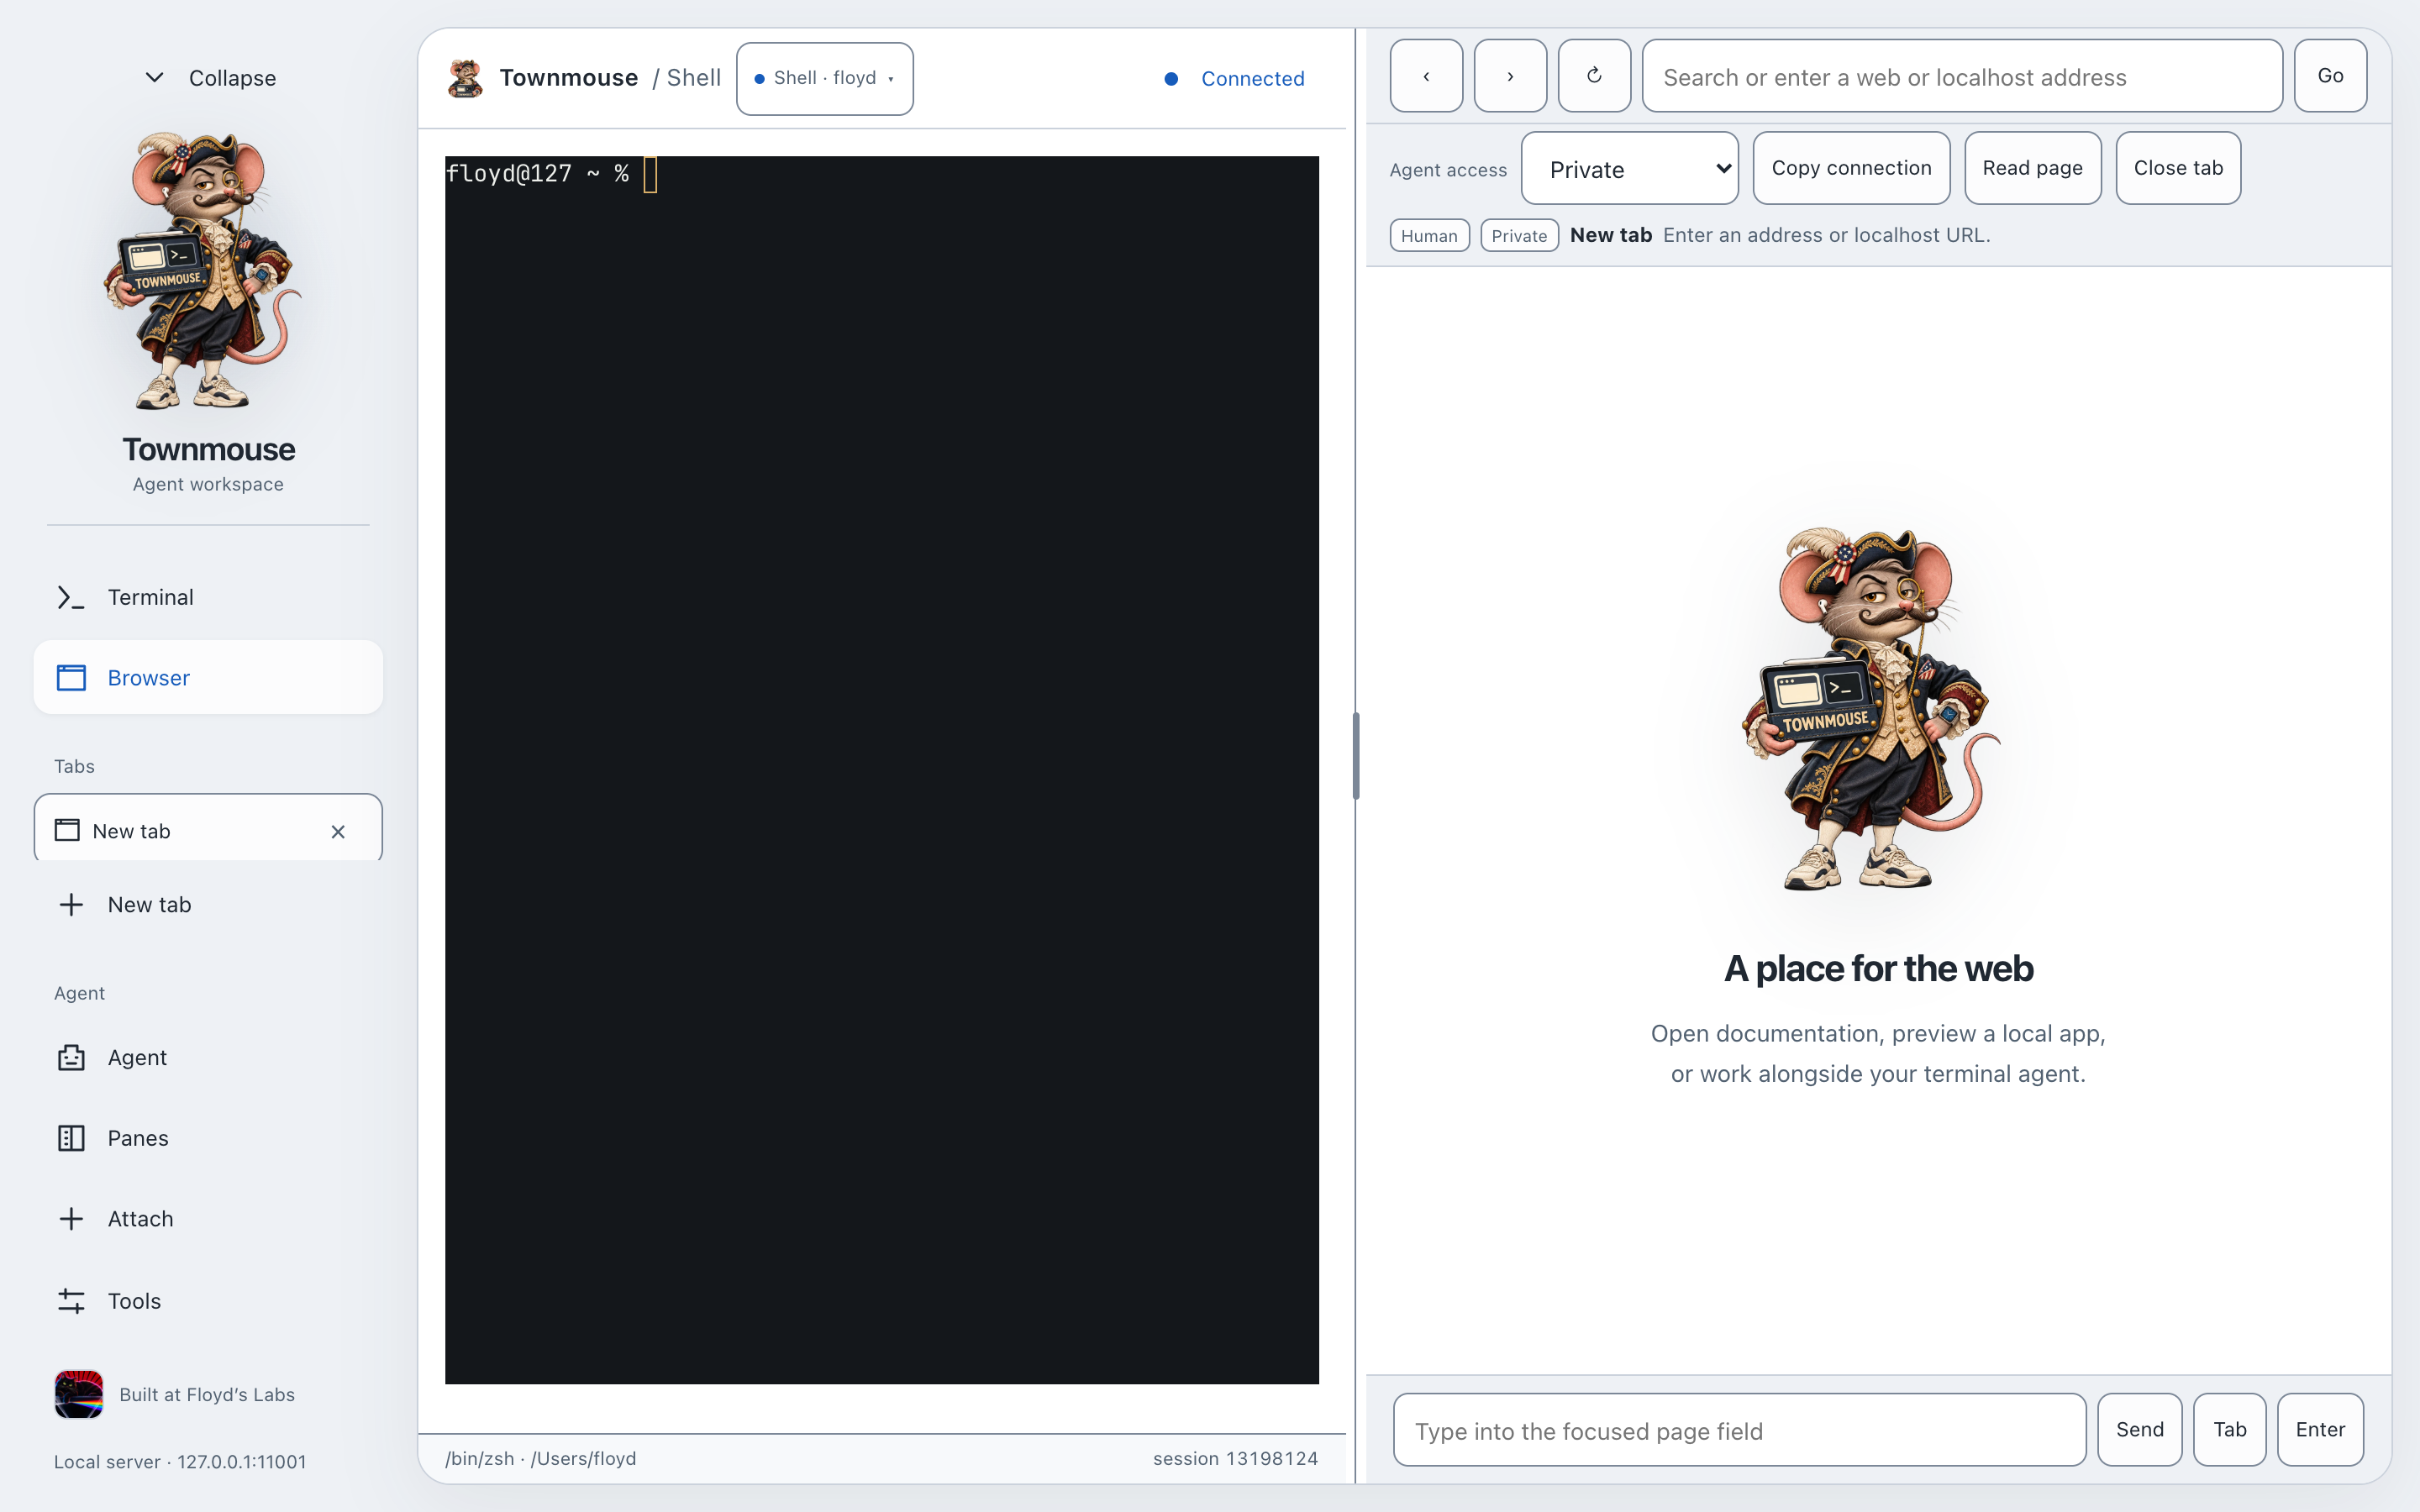 Collapse
TOWNMOUSE
Townmouse
Agent workspace
Terminal
Browser
Tabs
New tab
New tab
Agent
Agent
Panes
Attach
Tools
Built at Floyd's Labs
Local server · 127.0.0.1:11001
Townmouse / Shell
Shell · floyd
Connected
floyd@127 ~ %
/bin/zsh · /Users/floyd
session 13198124
Search or enter a web or localhost address
Go
Agent access
Private
Copy connection
Read page
Close tab
Human
Private
New tab Enter an address or localhost URL.
TOWNMOUSE
A place for the web
Open documentation, preview a local app,
or work alongside your terminal agent.
Type into the focused page field
Send
Tab
Enter